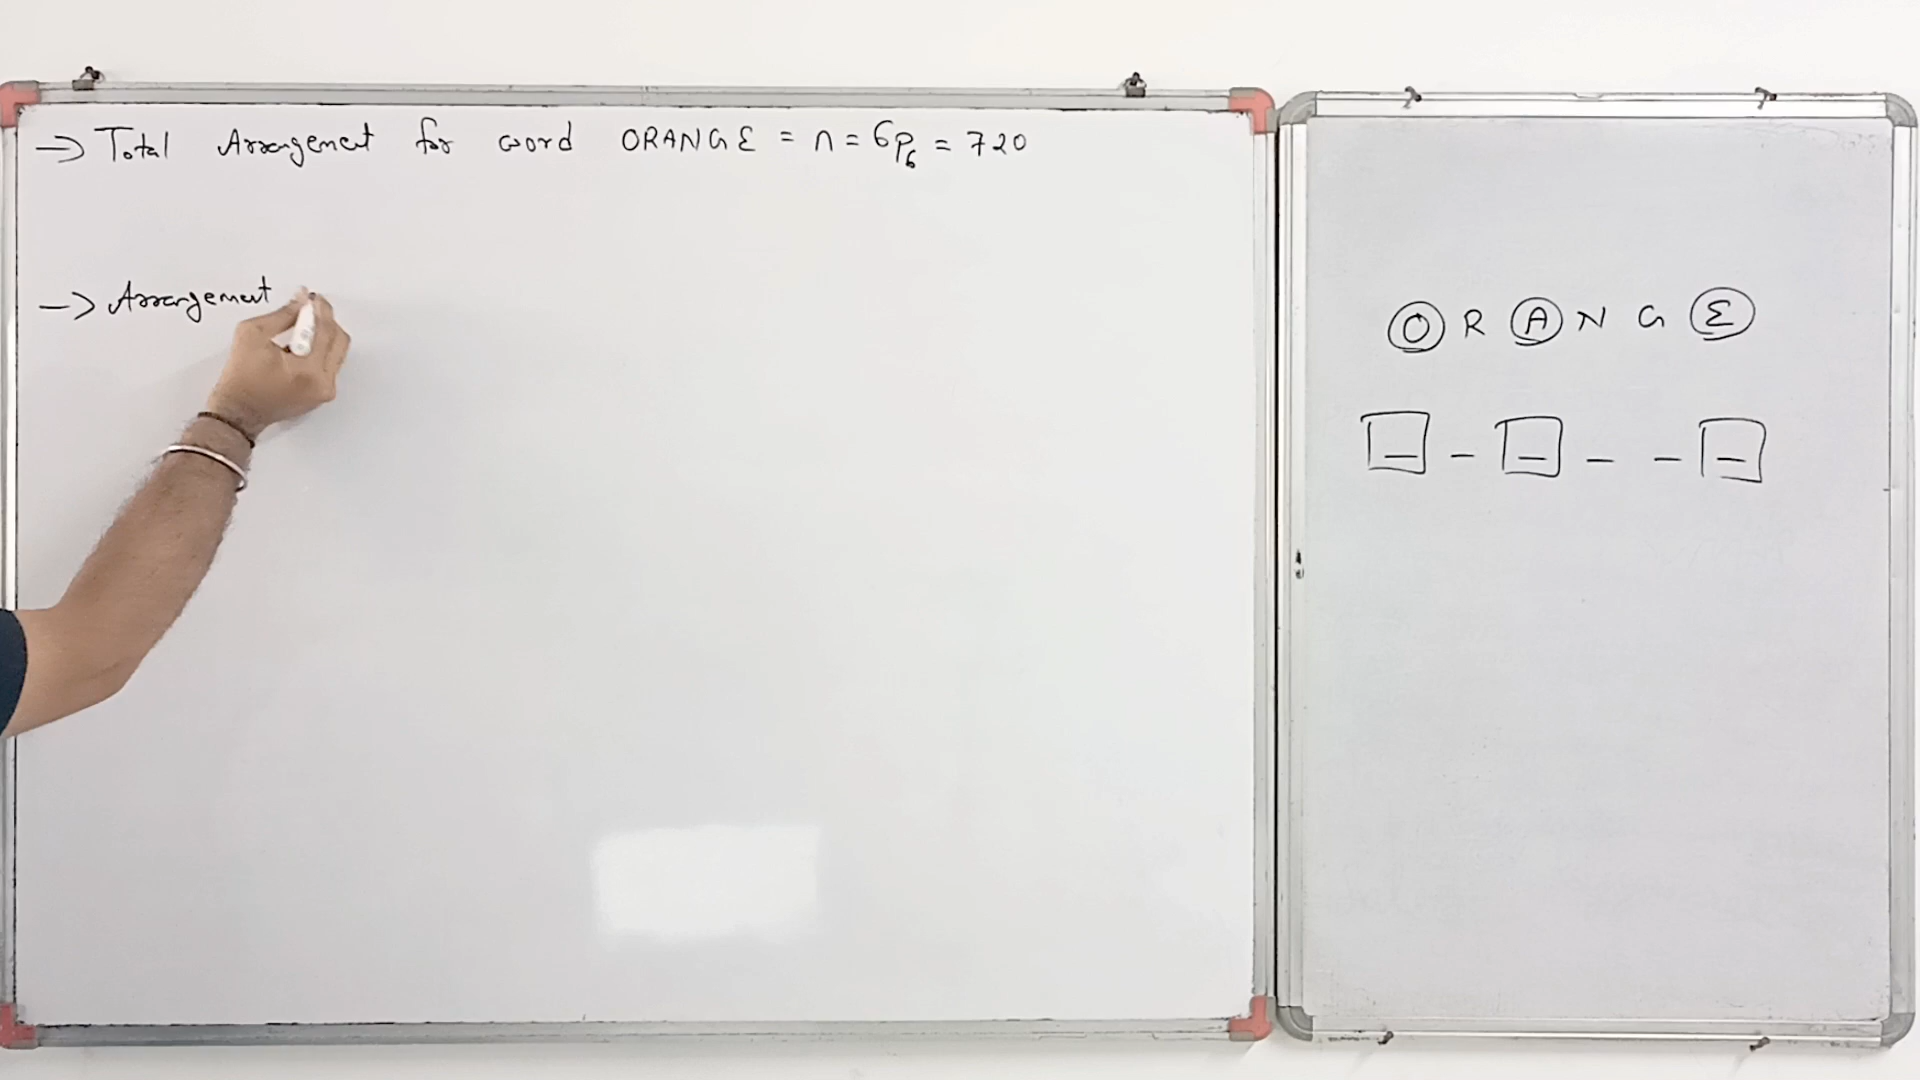 → Total Arrangement for word ORANGE = n = 6P₆ = 720
→ Arrangement
O R A N G E
_ _ _ _ _ _